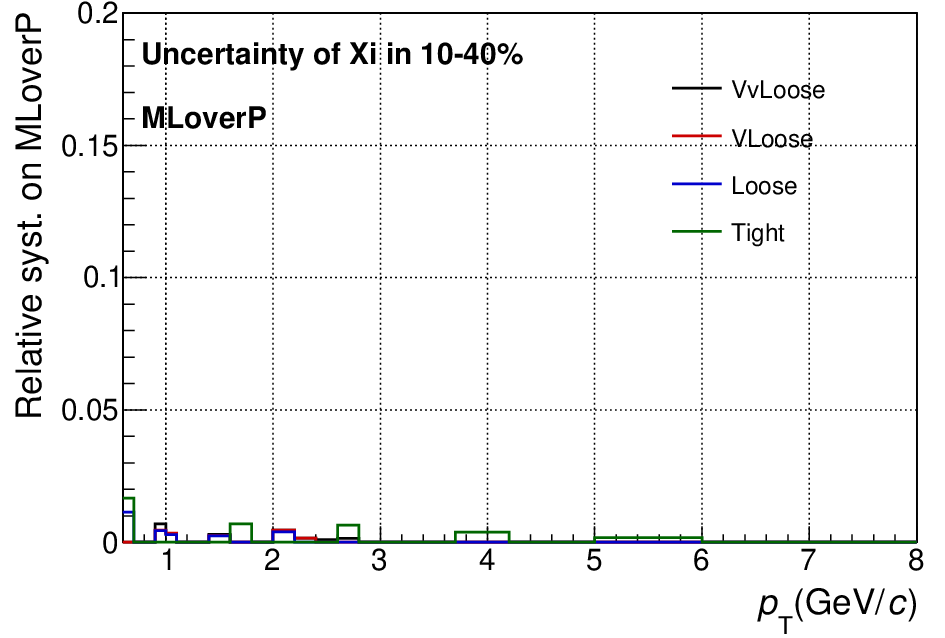 0.2
Uncertainty of Xi in 10-40%
MLoverP
VvLoose
VLoose
Loose
Tight
Relative syst. on MLoverP
0.15
0.1
0.05
0
1 2 3 4 5 6 7 8
pT(GeV/c)